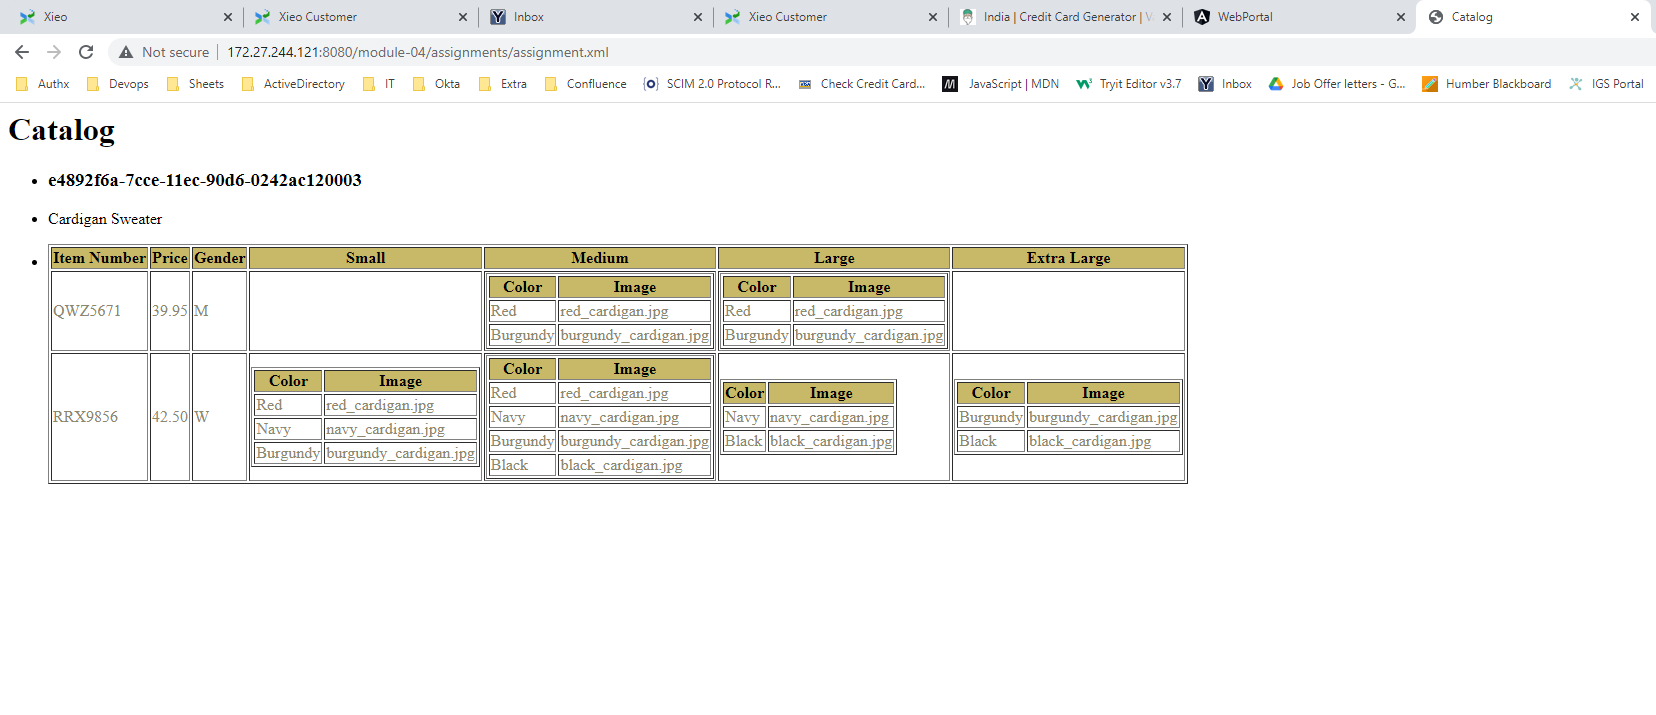 Xieo
Xieo Customer
Inbox
Xieo Customer
India | Credit Card Generator |
WebPortal
Catalog
Not secure
172.27.244.121:8080/module-04/assignments/assignment.xml
Authx
Devops
Sheets
ActiveDirectory
IT
Okta
Extra
Confluence
SCIM 2.0 Protocol R...
Check Credit Card...
JavaScript | MDN
Tryit Editor v3.7
Inbox
Job Offer letters - G...
Humber Blackboard
IGS Portal
Catalog
e4892f6a-7cce-11ec-90d6-0242ac120003
Cardigan Sweater
Item Number Price Gender Small Medium Large Extra Large
QWZ5671 39.95 M
Color Image
Red red_cardigan.jpg
Burgundy burgundy_cardigan.jpg
Color Image
Red red_cardigan.jpg
Burgundy burgundy_cardigan.jpg
RRX9856 42.50 W
Color Image
Red red_cardigan.jpg
Navy navy_cardigan.jpg
Burgundy burgundy_cardigan.jpg
Color Image
Red red_cardigan.jpg
Navy navy_cardigan.jpg
Burgundy burgundy_cardigan.jpg
Black black_cardigan.jpg
Color Image
Navy navy_cardigan.jpg
Black black_cardigan.jpg
Color Image
Burgundy burgundy_cardigan.jpg
Black black_cardigan.jpg